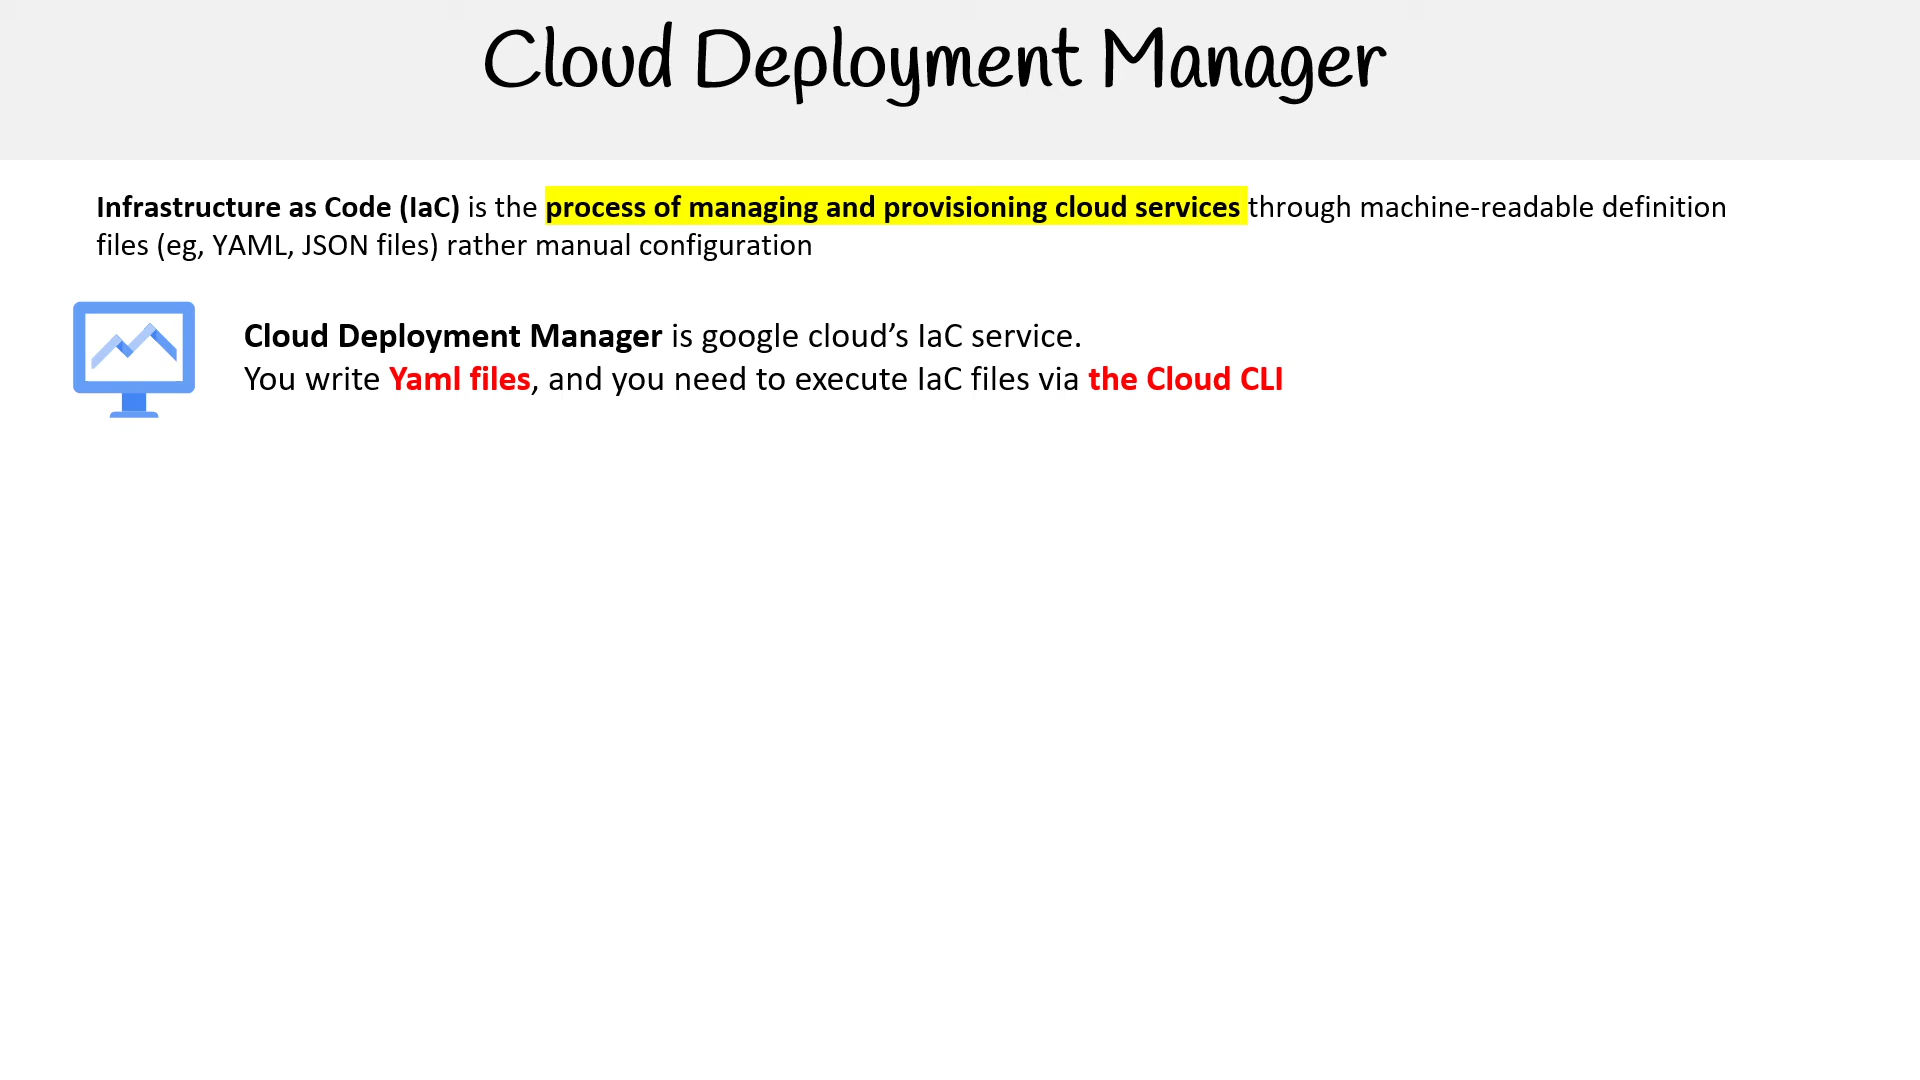 Cloud Deployment Manager
Infrastructure as Code (IaC) is the process of managing and provisioning cloud services through machine-readable definition
files (eg, YAML, JSON files) rather manual configuration
Cloud Deployment Manager is google cloud’s IaC service.
You write Yaml files, and you need to execute IaC files via the Cloud CLI